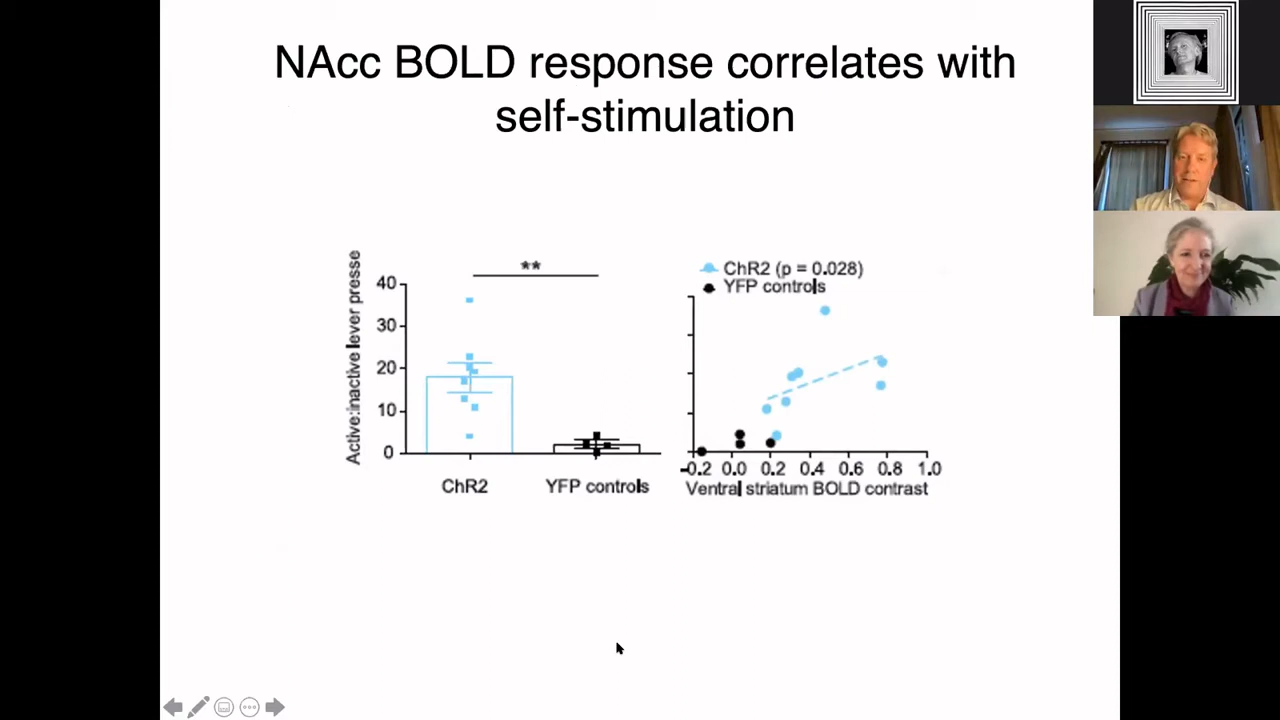 NAcc BOLD response correlates with
self-stimulation
Active:inactive lever presse
40
30
20
10
0
**
ChR2
YFP controls
ChR2 (p = 0.028)
YFP controls
-0.2 0.0 0.2 0.4 0.6 0.8 1.0
Ventral striatum BOLD contrast